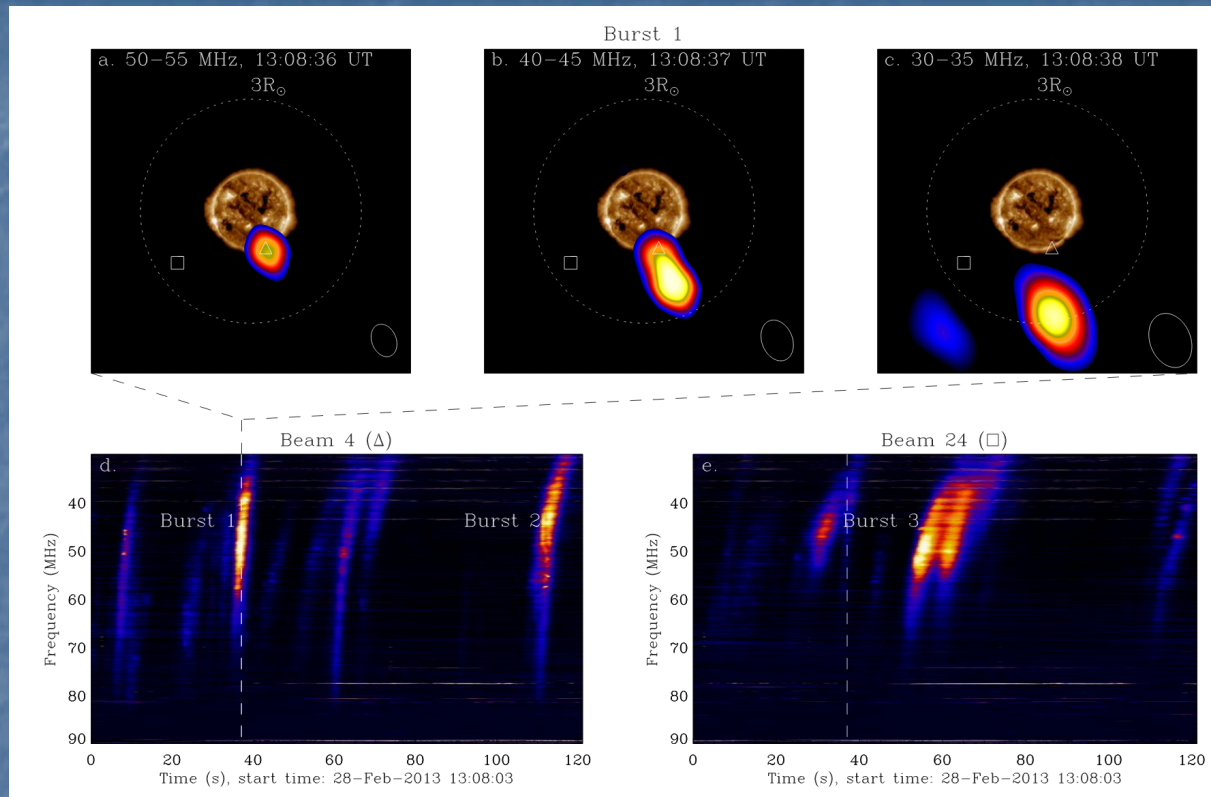 Burst 1
a. 50–55 MHz, 13:08:36 UT
3R☉
b. 40–45 MHz, 13:08:37 UT
3R☉
c. 30–35 MHz, 13:08:38 UT
3R☉
Beam 4 (Δ)
d.
Burst 1
Burst 2
40
50
60
70
80
90
Frequency (MHz)
0 20 40 60 80 100 120
Time (s), start time: 28-Feb-2013 13:08:03
Beam 24 (□)
e.
Burst 3
40
50
60
70
80
90
Frequency (MHz)
0 20 40 60 80 100 120
Time (s), start time: 28-Feb-2013 13:08:03